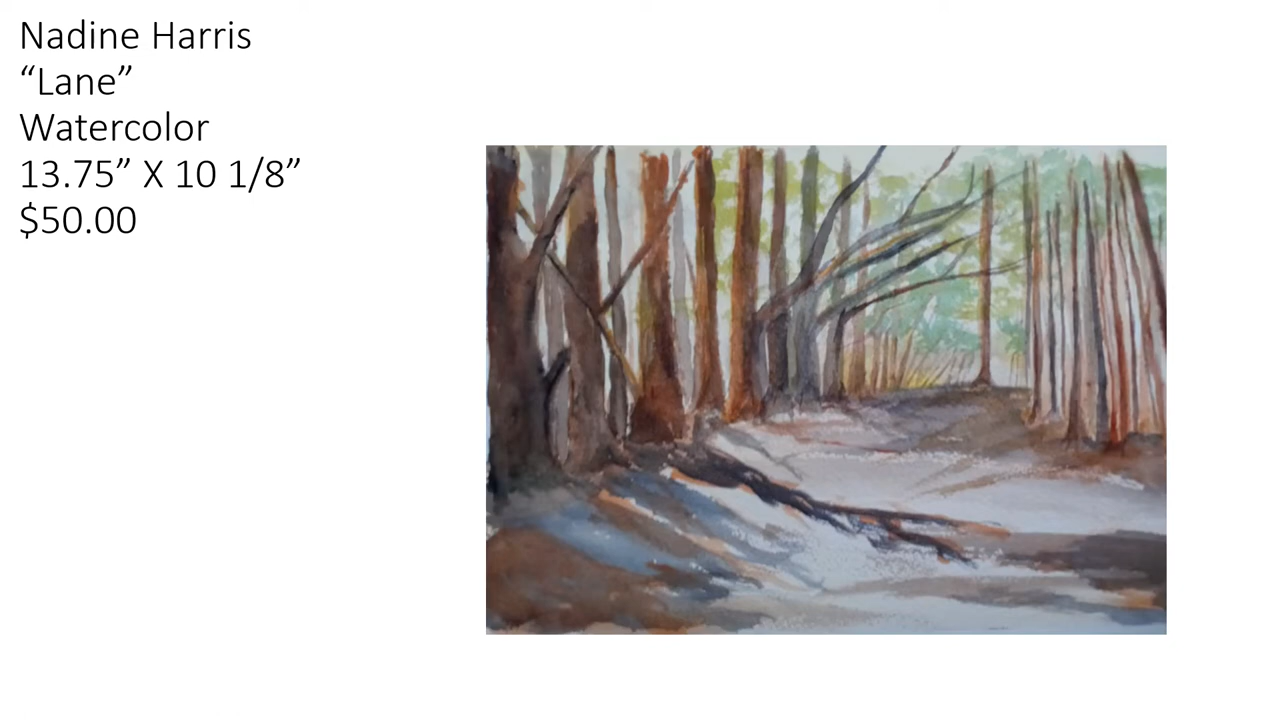 Nadine Harris
“Lane”
Watercolor
13.75” X 10 1/8”
$50.00